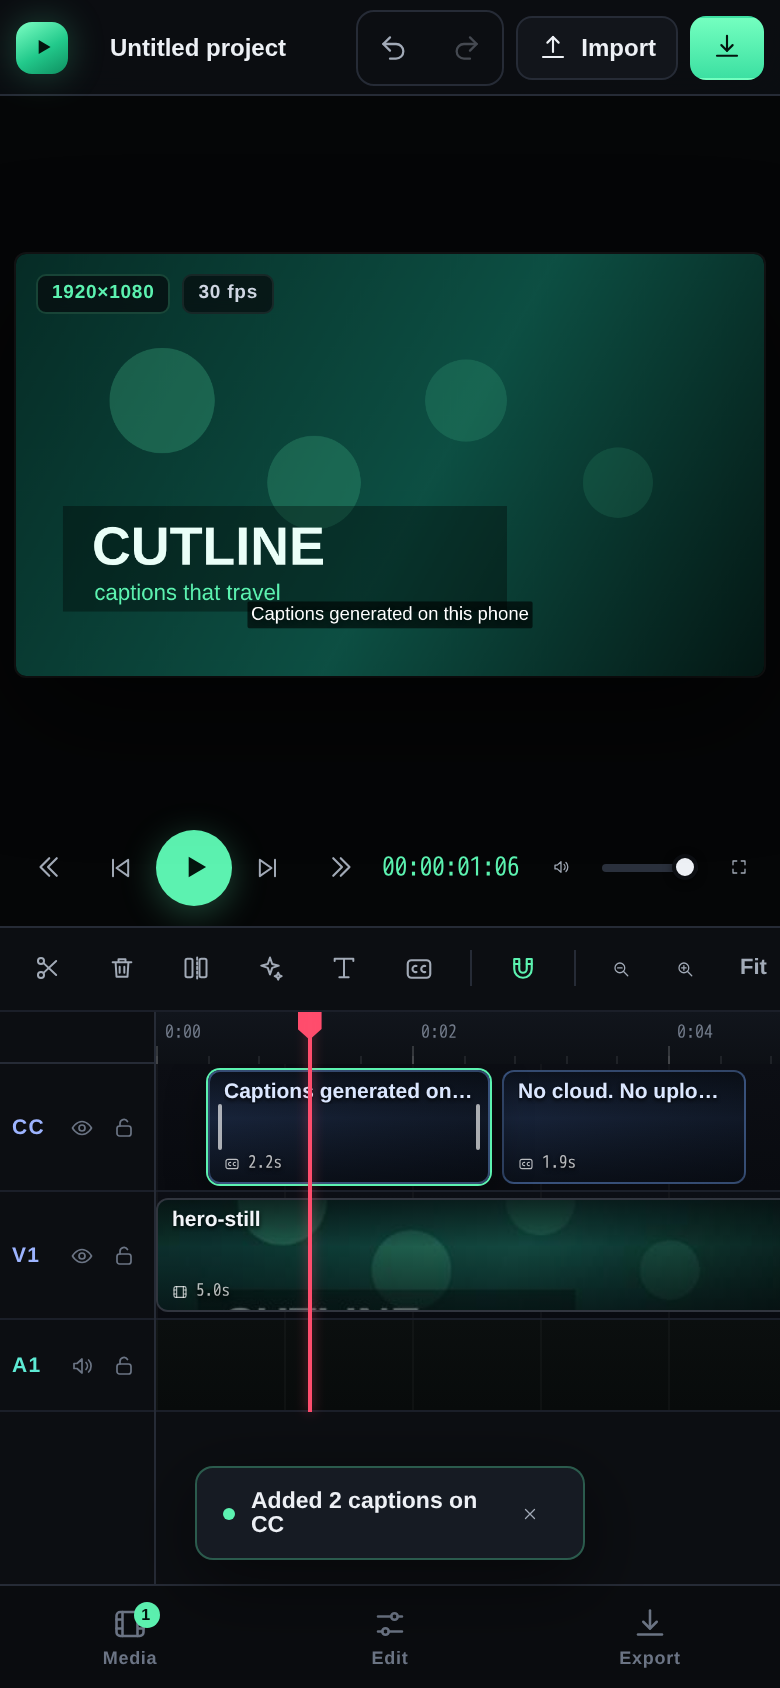 Untitled project
Import
1920×1080
30 fps
CUTLINE
captions that travel
Captions generated on this phone
00:00:01:06
Fit
0:00
0:02
0:04
CC
Captions generated on…
No cloud. No uplo…
2.2s
1.9s
V1
hero-still
5.0s
A1
Added 2 captions on
CC
1
Media
Edit
Export